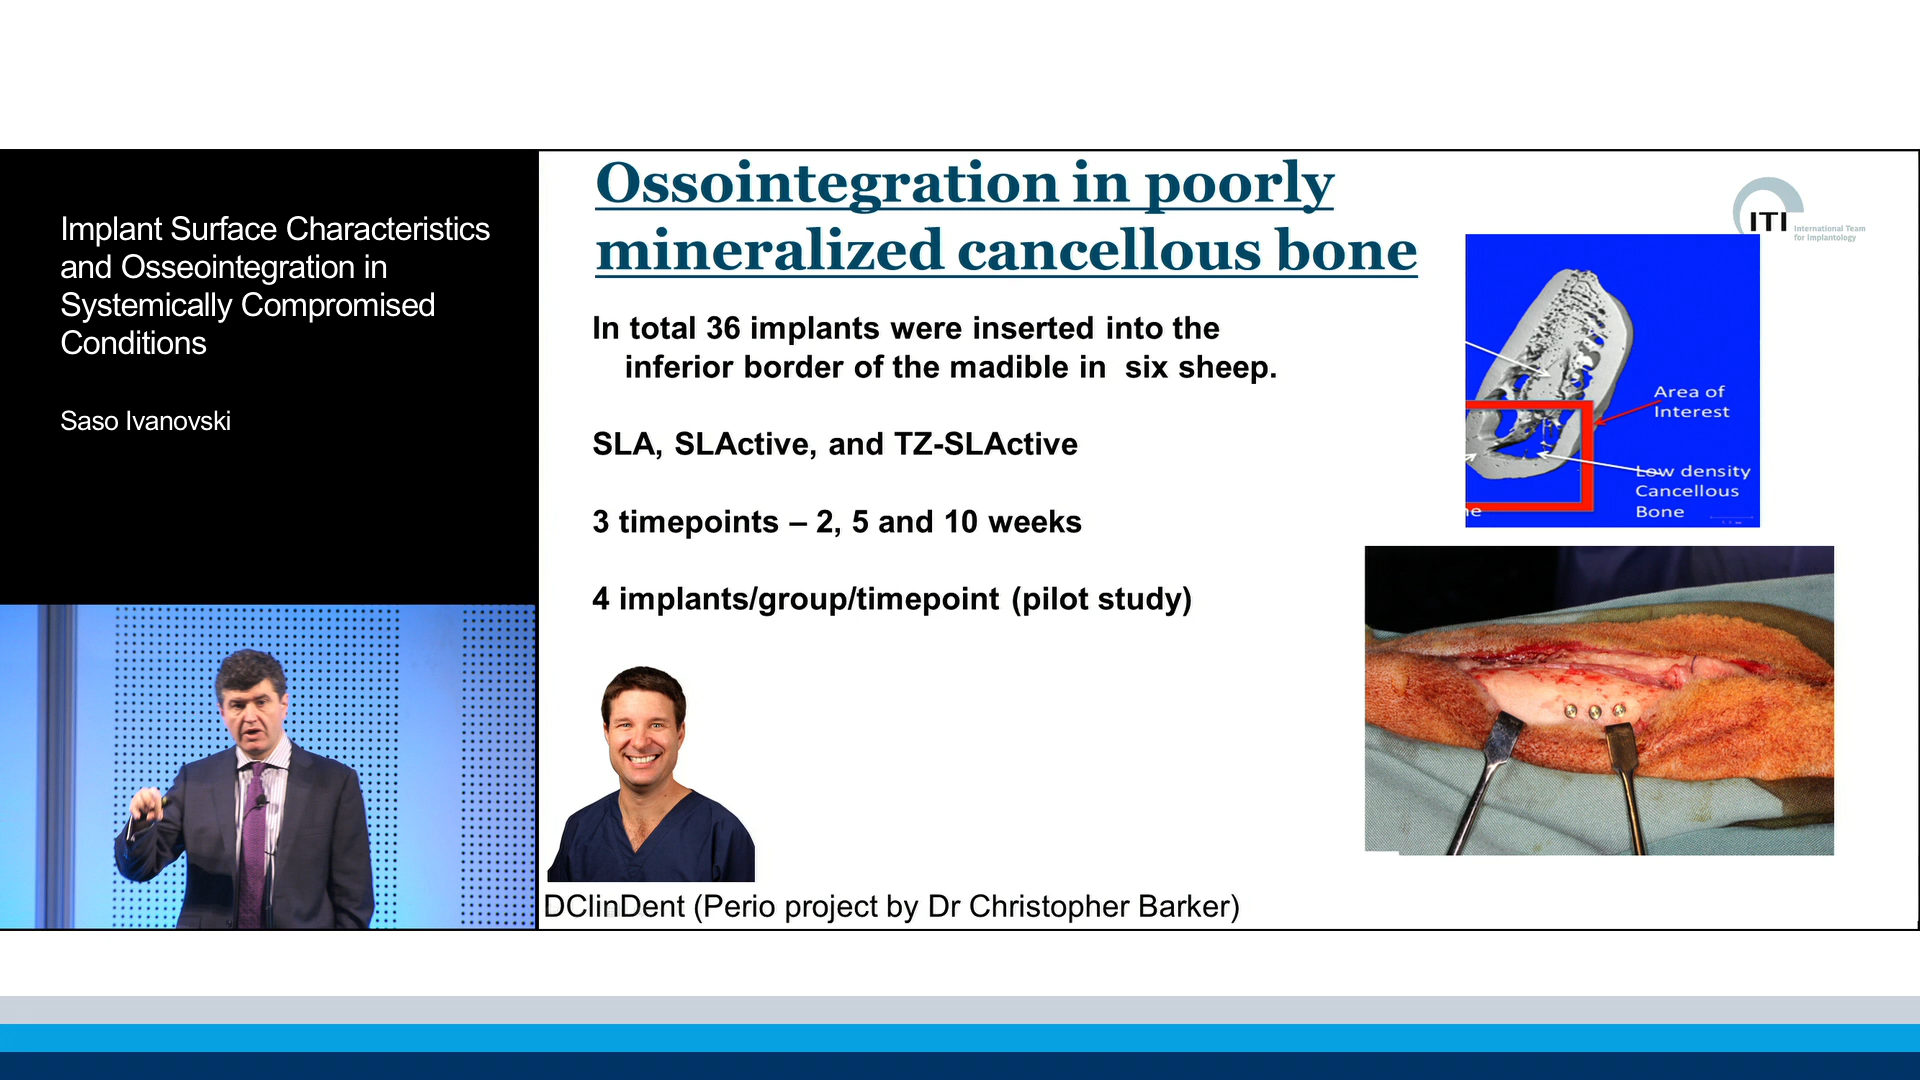 Implant Surface Characteristics
and Osseointegration in
Systemically Compromised
Conditions
Saso Ivanovski
Ossointegration in poorly
mineralized cancellous bone
In total 36 implants were inserted into the
inferior border of the madible in six sheep.
SLA, SLActive, and TZ-SLActive
3 timepoints – 2, 5 and 10 weeks
4 implants/group/timepoint (pilot study)
DClinDent (Perio project by Dr Christopher Barker)
ITI International Team
for Implantology
Area of
Interest
Low density
Cancellous
Bone
ne